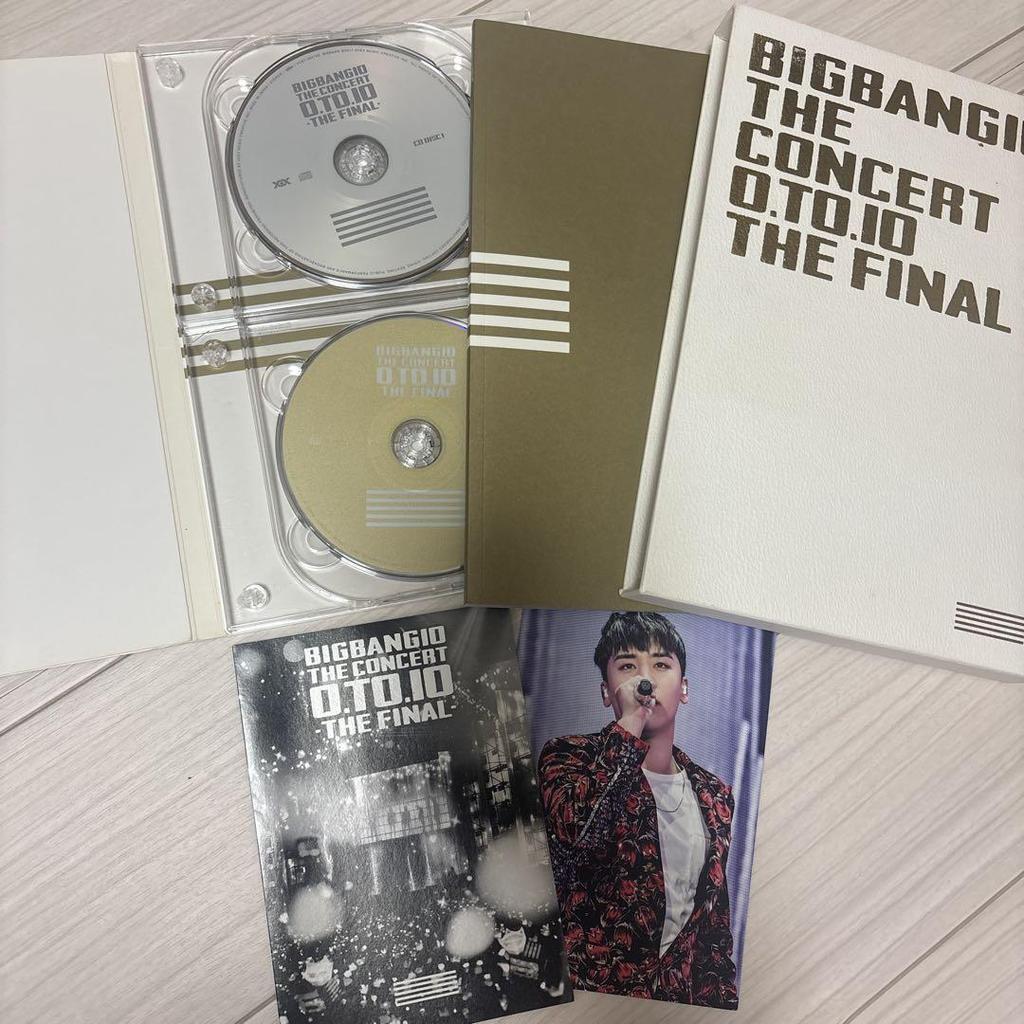 BIGBANG10
THE CONCERT
0.TO.10
-THE FINAL-
CD DISC 1
BIGBANG10
THE CONCERT
0.TO.10
THE FINAL
BIGBANG10
THE
CONCERT
0.TO.10
THE FINAL
BIGBANG10
THE CONCERT
0.TO.10
-THE FINAL-